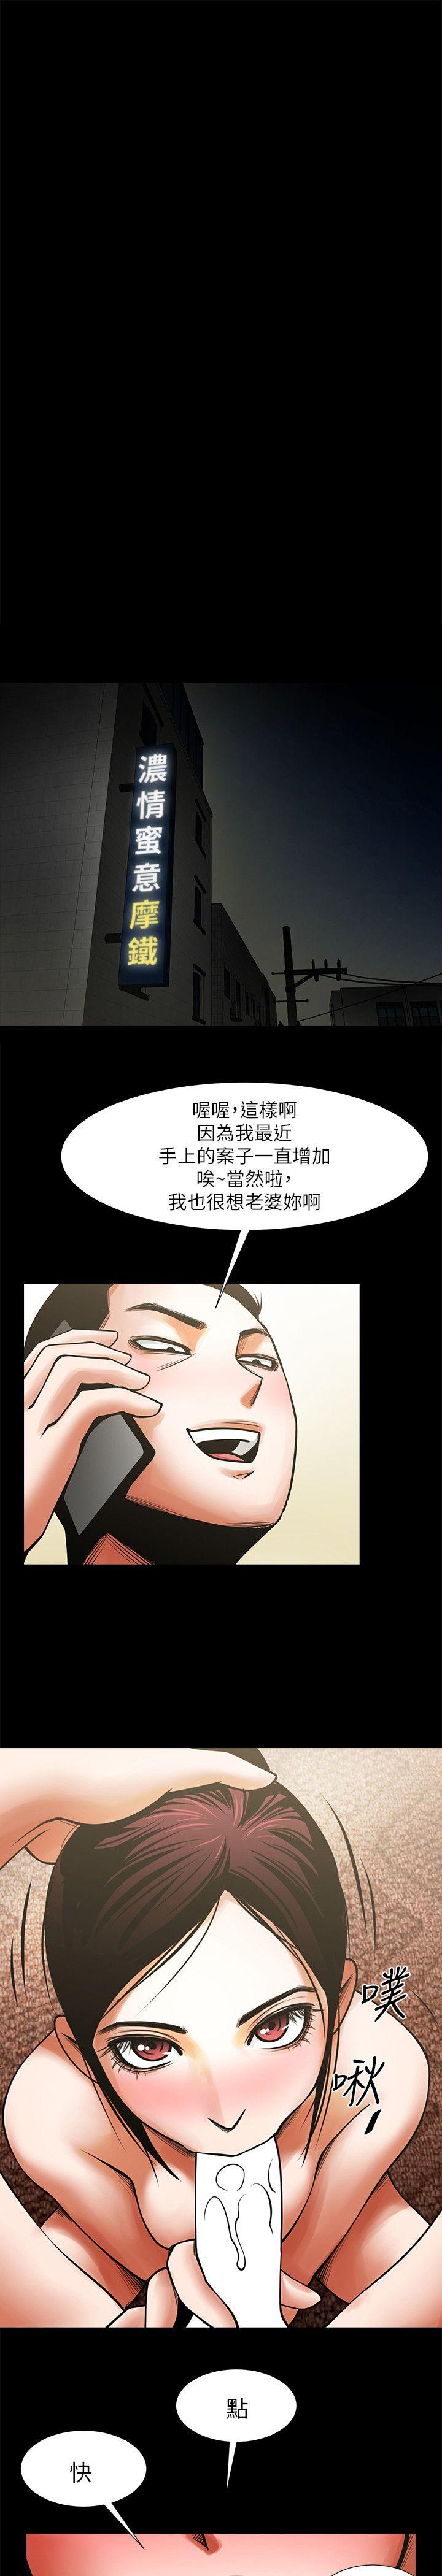 濃情蜜意摩鐵
喔喔，這樣啊
因為我最近
手上的案子一直增加
唉~當然啦，
我也很想老婆妳啊
噗
啾
點
快